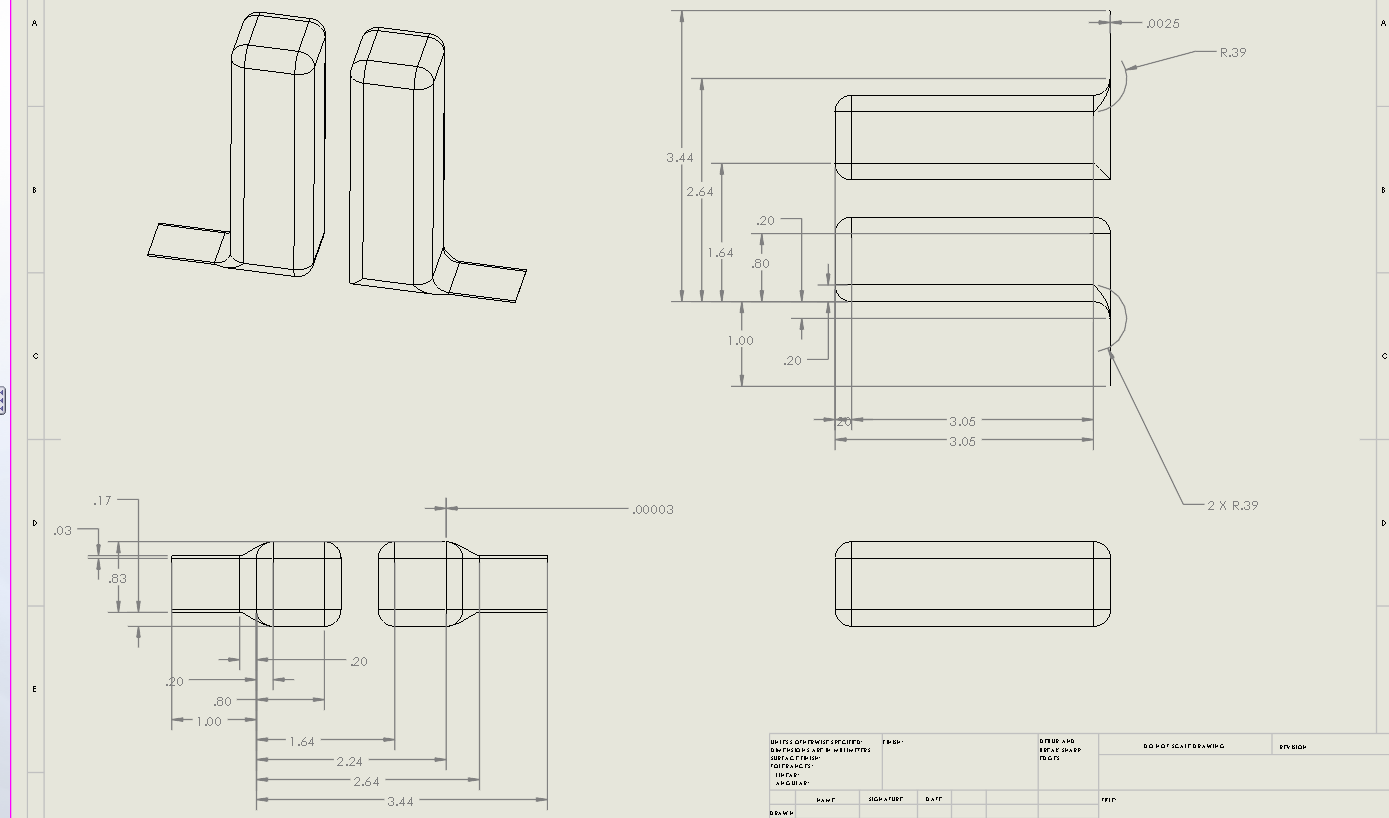 A
A
.0025
R.39
3.44
2.64
B
B
.20
1.64
.80
1.00
.20
C
C
.20
3.05
3.05
2 X R.39
.17
.00003
D
D
.03
.83
.20
.20
.80
1.00
1.64
2.24
2.64
3.44
E
UNLESS OTHERWISE SPECIFIED:
DIMENSIONS ARE IN MILLIMETERS
SURFACE FINISH:
TOLERANCES:
LINEAR:
ANGULAR:
FINISH:
DEBUR AND
BREAK SHARP
EDGES
DO NOT SCALE DRAWING
REVISION
NAME
SIGNATURE
DATE
TITLE:
DRAWN